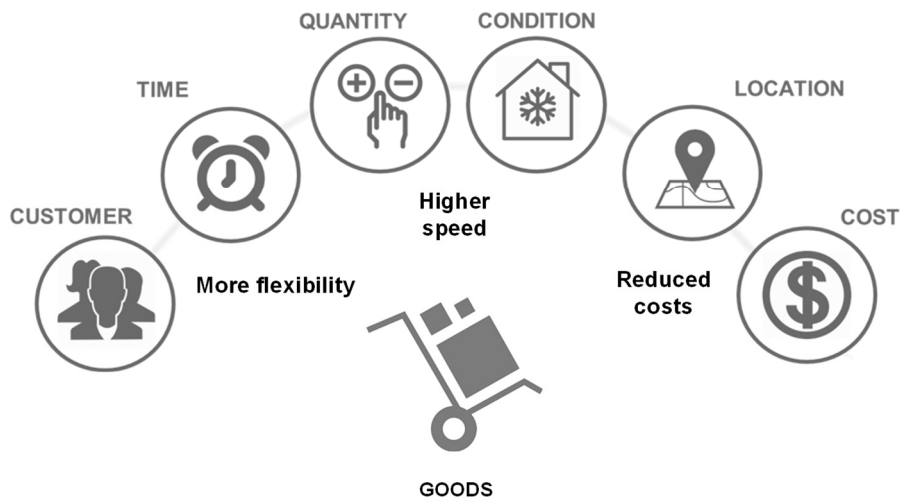 QUANTITY
CONDITION
TIME
LOCATION
Higher
speed
CUSTOMER
COST
More flexibility
Reduced
costs
GOODS